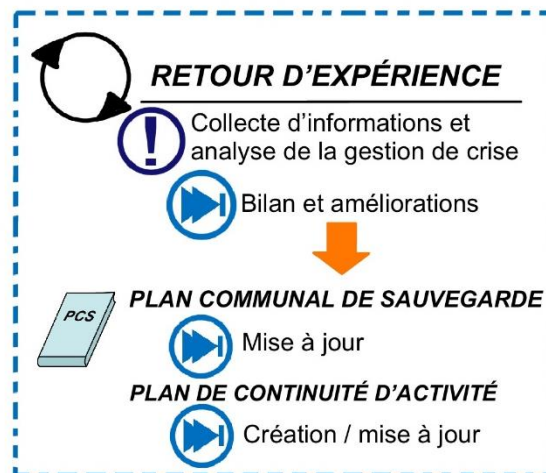 RETOUR D'EXPÉRIENCE
!
Collecte d'informations et
analyse de la gestion de crise
Bilan et améliorations
PLAN COMMUNAL DE SAUVEGARDE
PCS
Mise à jour
PLAN DE CONTINUITÉ D'ACTIVITÉ
Création / mise à jour